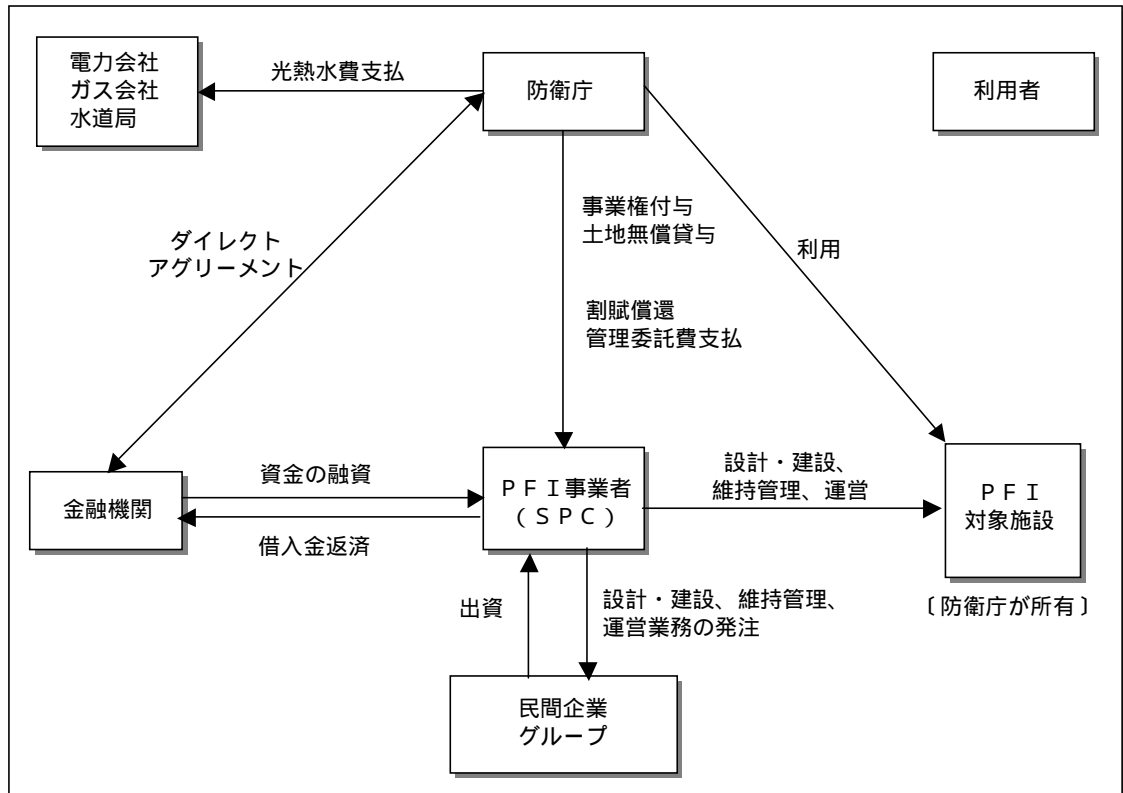 電力会社
ガス会社
水道局
光熱水費支払
防衛庁
利用者
事業権付与
土地無償貸与
ダイレクト
アグリーメント
利用
割賦償還
管理委託費支払
資金の融資
設計・建設、
維持管理、運営
金融機関
ＰＦＩ事業者
(ＳＰＣ)
ＰＦＩ
対象施設
借入金返済
出資
設計・建設、維持管理、
運営業務の発注
〔防衛庁が所有〕
民間企業
グループ